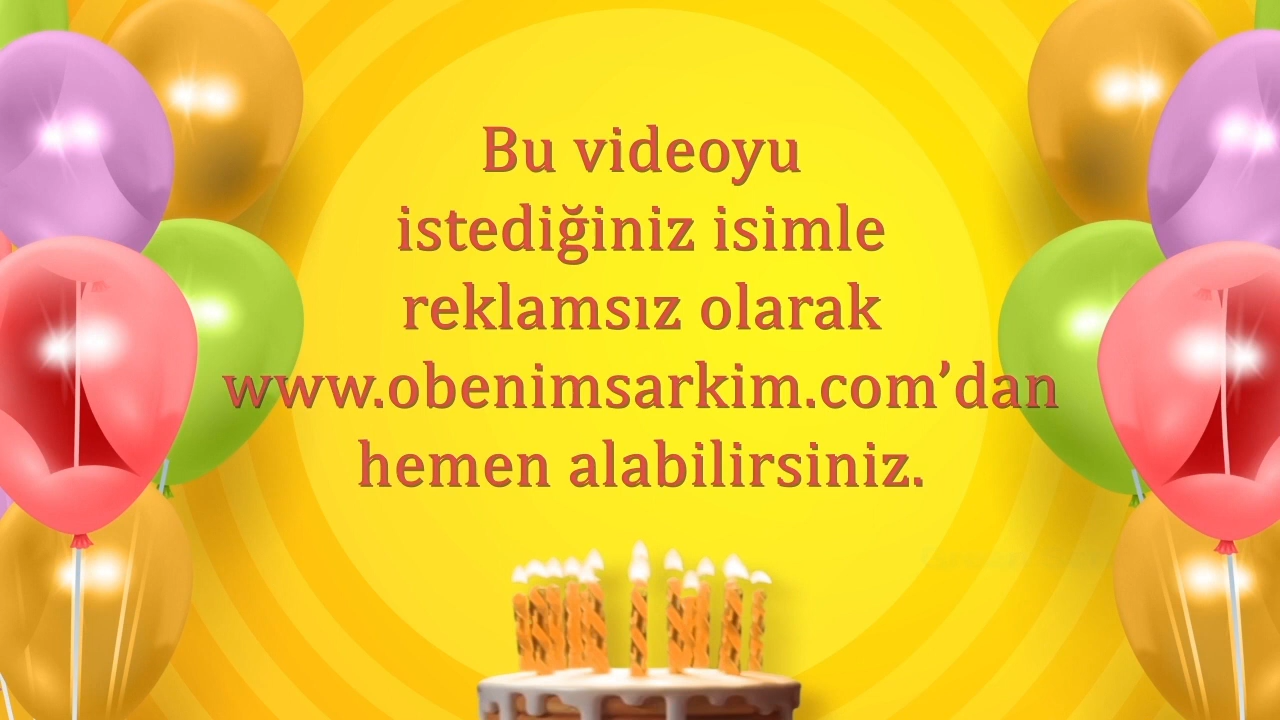 Bu videoyu
istediğiniz isimle
reklamsız olarak
www.obenimsarkim.com’dan
hemen alabilirsiniz.